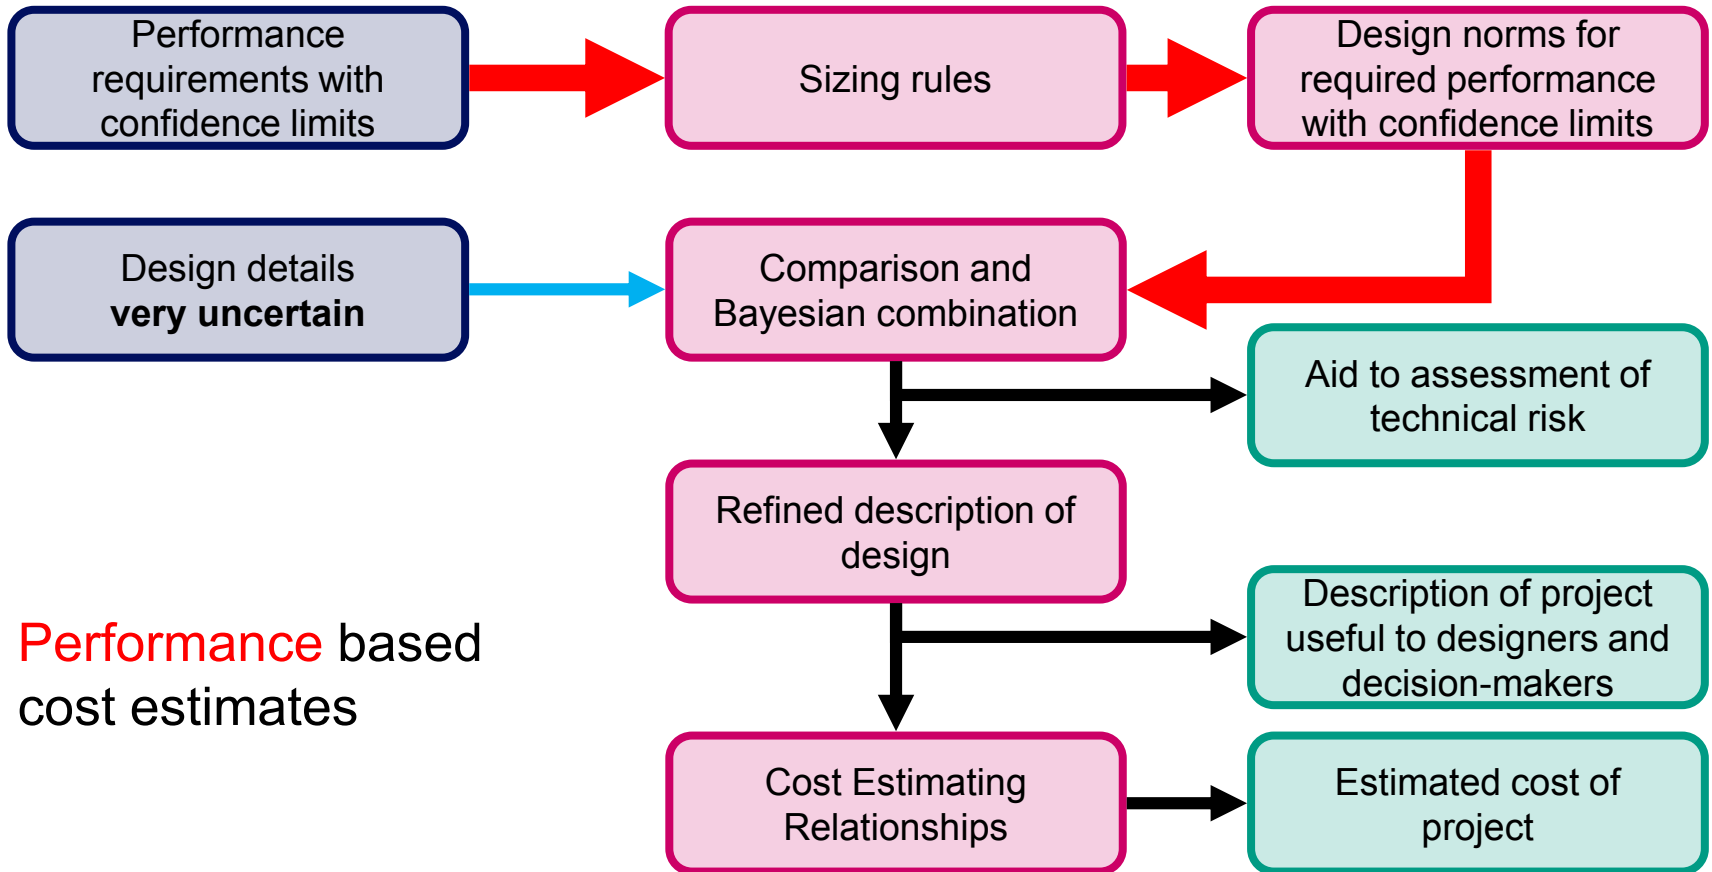 Performance
requirements with
confidence limits
Sizing rules
Design norms for
required performance
with confidence limits
Design details
very uncertain
Comparison and
Bayesian combination
Aid to assessment of
technical risk
Refined description of
design
Description of project
useful to designers and
decision-makers
Performance based
cost estimates
Cost Estimating
Relationships
Estimated cost of
project